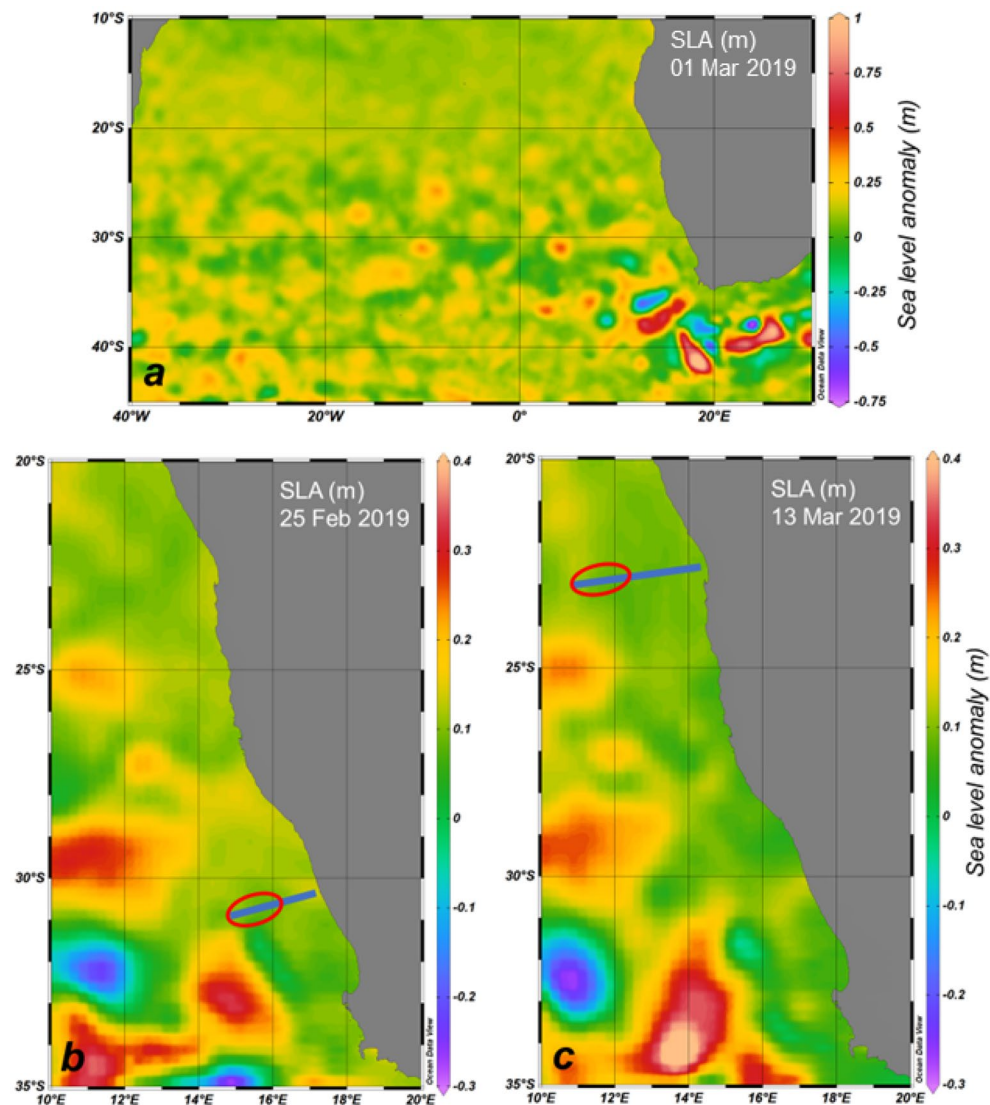 10°S
20°S
30°S
40°S
40°W
20°W
0°
20°E
SLA (m)
01 Mar 2019
a
Ocean Data View
1
0.75
0.5
0.25
0
-0.25
-0.5
-0.75
Sea level anomaly (m)
20°S
25°S
30°S
35°S
10°E
12°E
14°E
16°E
18°E
20°E
SLA (m)
25 Feb 2019
b
Ocean Data View
0.4
0.3
0.2
0.1
0
-0.1
-0.2
-0.3
20°S
25°S
30°S
35°S
10°E
12°E
14°E
16°E
18°E
20°E
SLA (m)
13 Mar 2019
c
Ocean Data View
0.4
0.3
0.2
0.1
0
-0.1
-0.2
-0.3
Sea level anomaly (m)